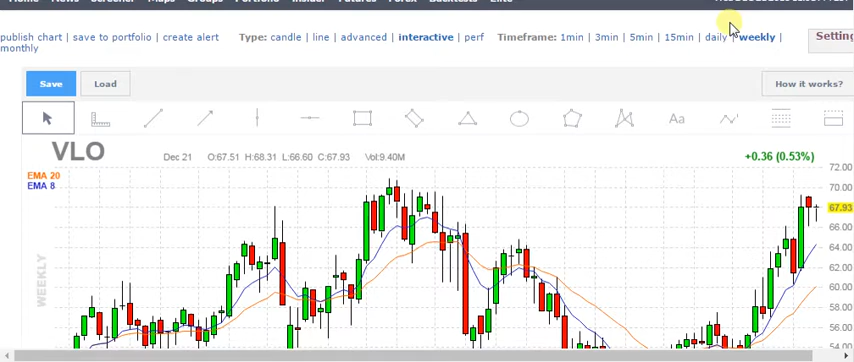 Home News Screener Maps Groups Portfolio Insider Futures Forex Backtests Elite
publish chart | save to portfolio | create alert Type: candle | line | advanced | interactive | perf Timeframe: 1min | 3min | 5min | 15min | daily | weekly |
monthly
Setting
Save Load How it works?
Aa
VLO Dec 21 O:67.51 H:68.31 L:66.60 C:67.93 Vol:9.40M +0.36 (0.53%)
EMA 20
EMA 8
72.00
70.00
67.93
66.00
64.00
62.00
60.00
58.00
56.00
54.00
WEEKLY